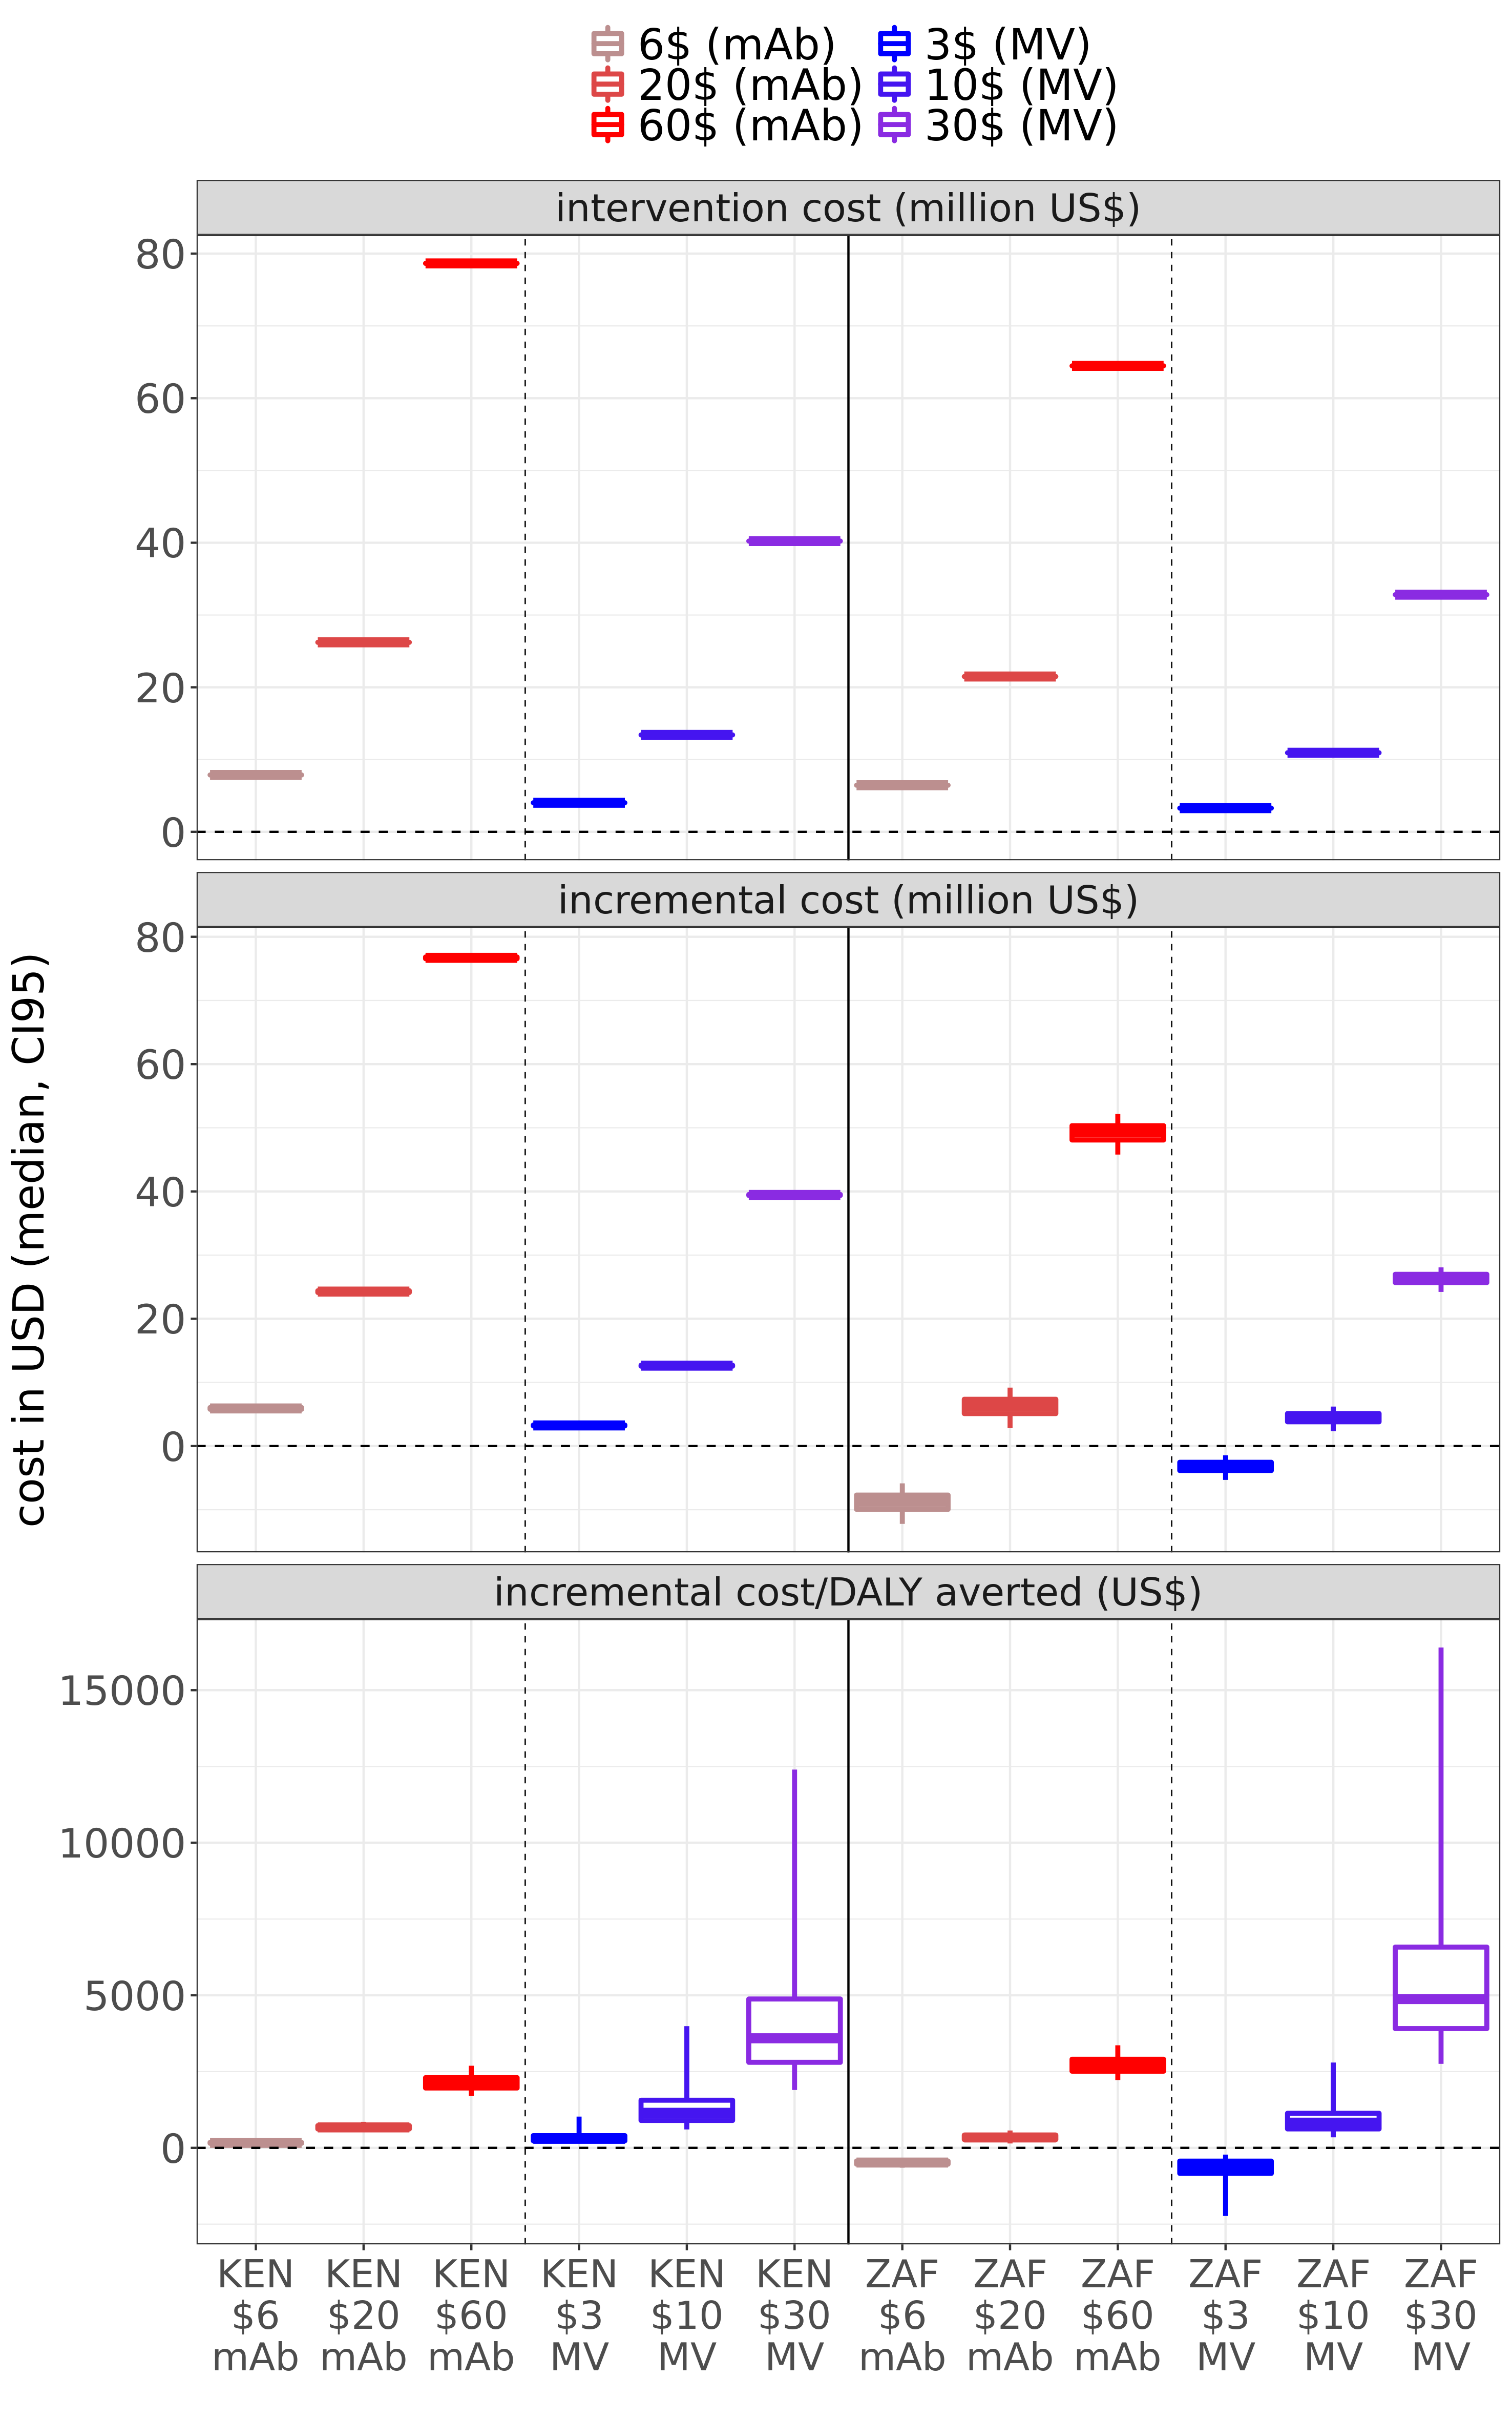 6$ (mAb) 3$ (MV)
20$ (mAb) 10$ (MV)
60$ (mAb) 30$ (MV)
intervention cost (million US$)
80
60
40
20
0
incremental cost (million US$)
80
60
40
20
0
cost in USD (median, CI95)
incremental cost/DALY averted (US$)
15000
10000
5000
0
KEN KEN KEN KEN KEN KEN ZAF ZAF ZAF ZAF ZAF ZAF
$6 $20 $60 $3 $10 $30 $6 $20 $60 $3 $10 $30
mAb mAb mAb MV MV MV mAb mAb mAb MV MV MV